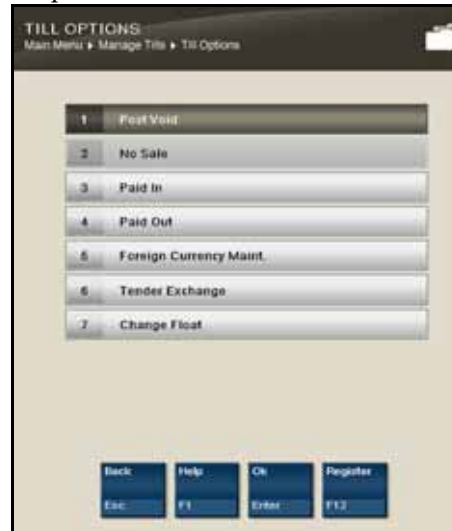 TILL OPTIONS
Main Menu ▸ Manage Tills ▸ Till Options
1 Post Void
2 No Sale
3 Paid In
4 Paid Out
5 Foreign Currency Maint.
6 Tender Exchange
7 Change Float
Back Help Ok Register
Esc F1 Enter F12